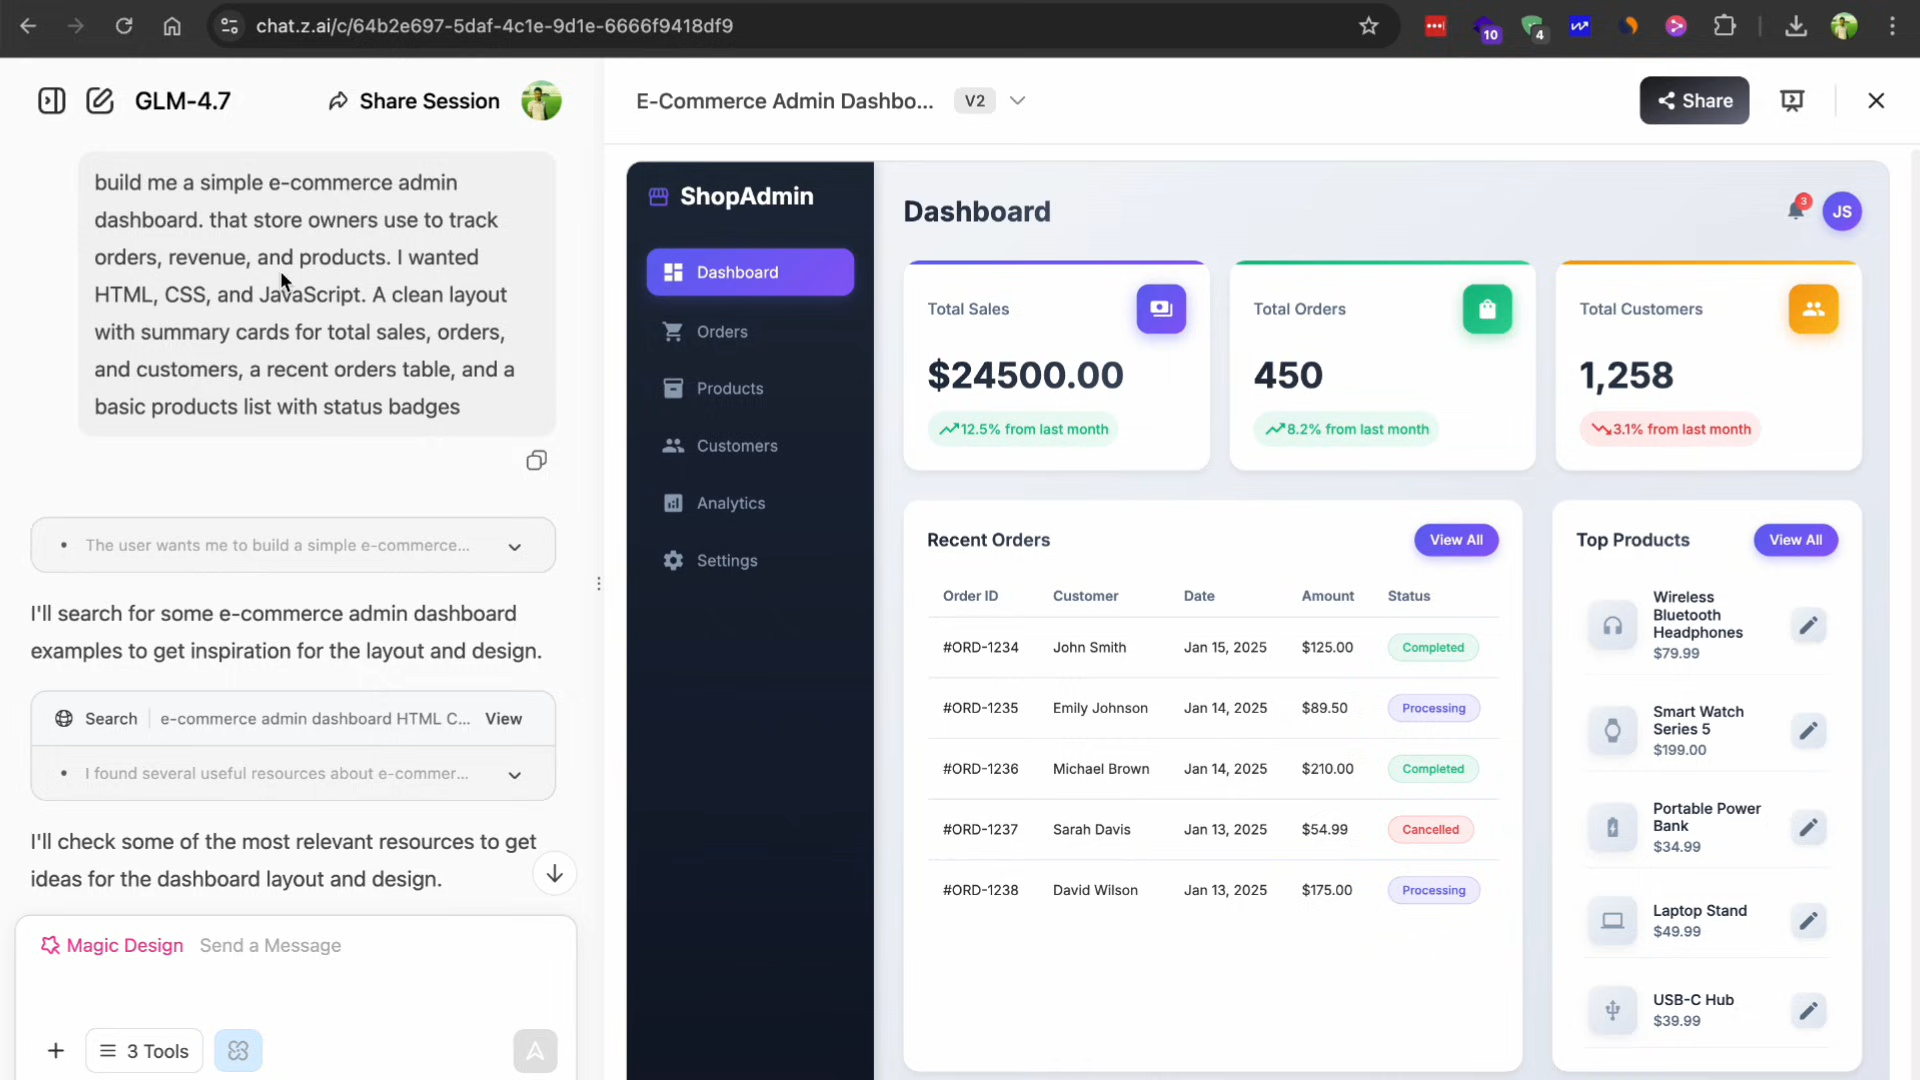 chat.z.ai/c/64b2e697-5daf-4c1e-9d1e-6666f9418df9
10
4
GLM-4.7
Share Session
build me a simple e-commerce admin
dashboard. that store owners use to track
orders, revenue, and products. I wanted
HTML, CSS, and JavaScript. A clean layout
with summary cards for total sales, orders,
and customers, a recent orders table, and a
basic products list with status badges
The user wants me to build a simple e-commerce...
I'll search for some e-commerce admin dashboard
examples to get inspiration for the layout and design.
Search
e-commerce admin dashboard HTML C...
View
I found several useful resources about e-commer...
I'll check some of the most relevant resources to get
ideas for the dashboard layout and design.
Magic Design
Send a Message
3 Tools
E-Commerce Admin Dashbo...
V2
Share
ShopAdmin
Dashboard
Orders
Products
Customers
Analytics
Settings
Dashboard
3
JS
Total Sales
$24500.00
12.5% from last month
Total Orders
450
8.2% from last month
Total Customers
1,258
3.1% from last month
Recent Orders
View All
Order ID Customer Date Amount Status
#ORD-1234 John Smith Jan 15, 2025 $125.00 Completed
#ORD-1235 Emily Johnson Jan 14, 2025 $89.50 Processing
#ORD-1236 Michael Brown Jan 14, 2025 $210.00 Completed
#ORD-1237 Sarah Davis Jan 13, 2025 $54.99 Cancelled
#ORD-1238 David Wilson Jan 13, 2025 $175.00 Processing
Top Products
View All
Wireless
Bluetooth
Headphones
$79.99
Smart Watch
Series 5
$199.00
Portable Power
Bank
$34.99
Laptop Stand
$49.99
USB-C Hub
$39.99